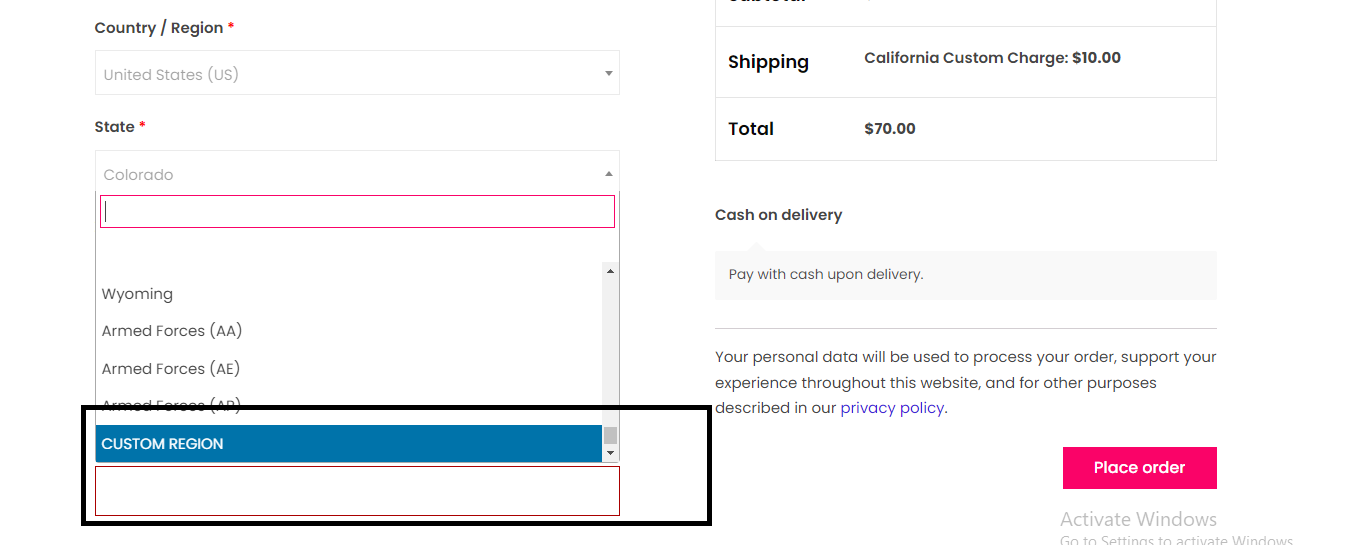 Country / Region *
United States (US)
State *
Colorado
Wyoming
Armed Forces (AA)
Armed Forces (AE)
Armed Forces (AP)
CUSTOM REGION
Subtotal
Shipping
California Custom Charge: $10.00
Total
$70.00
Cash on delivery
Pay with cash upon delivery.
Your personal data will be used to process your order, support your
experience throughout this website, and for other purposes
described in our privacy policy.
Place order
Activate Windows
Go to Settings to activate Windows.